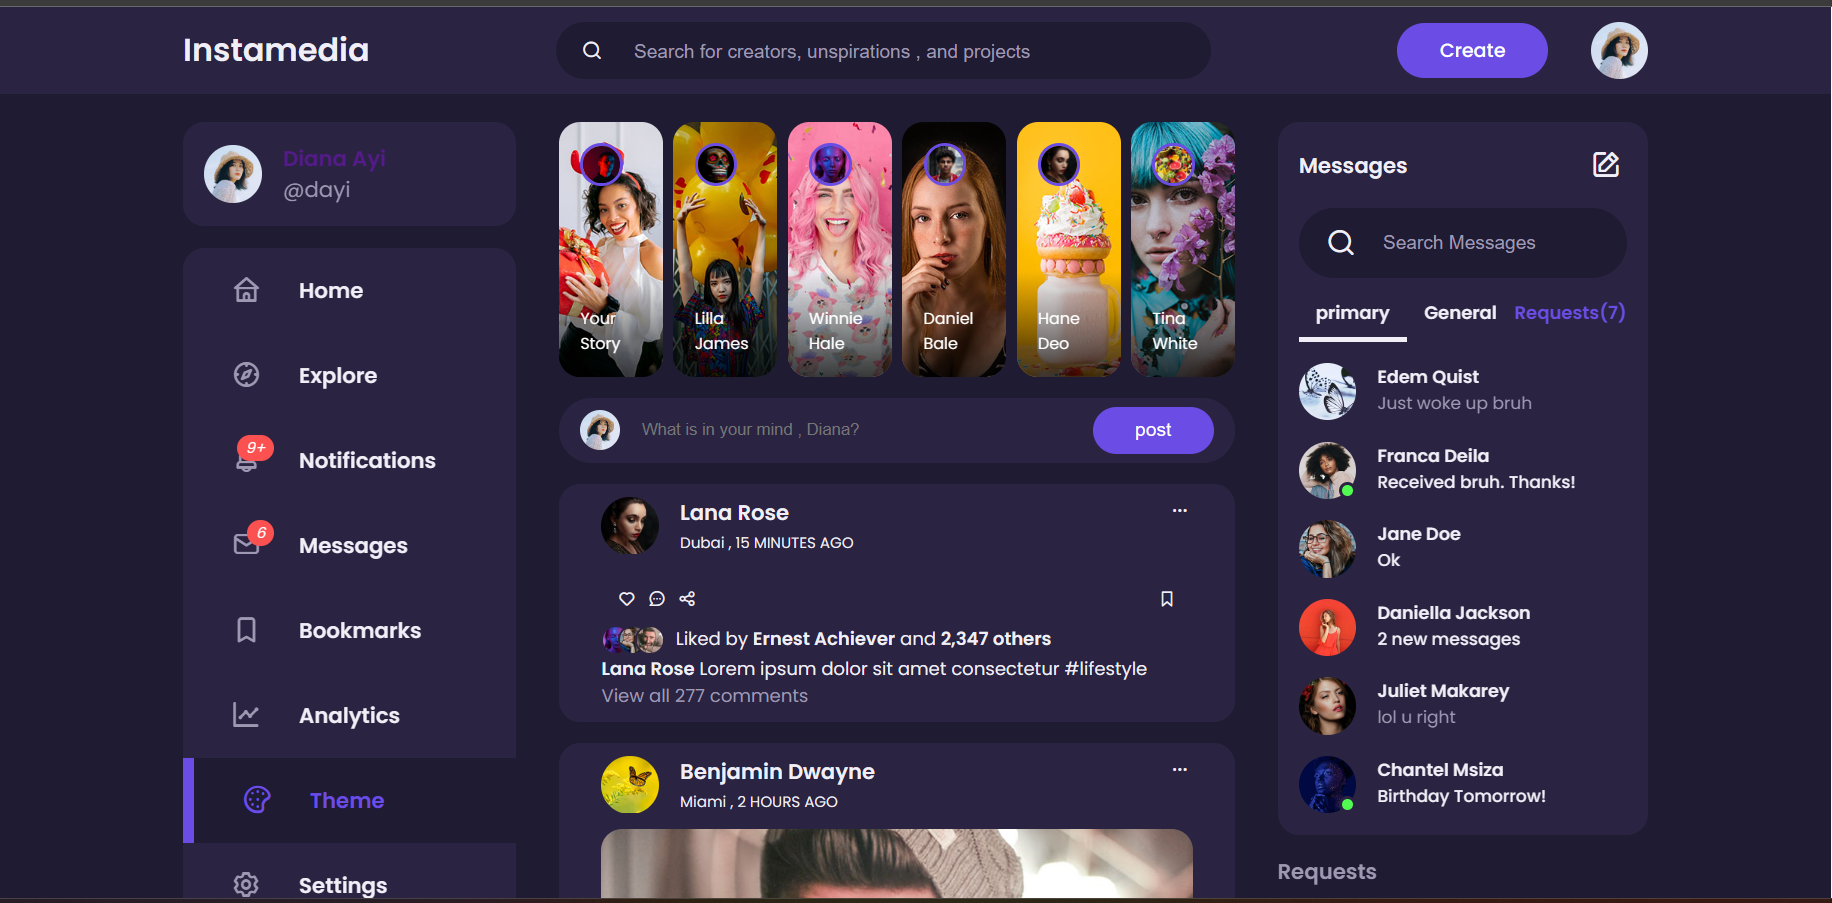 Instamedia
Search for creators, unspirations , and projects
Create
Diana Ayi
@dayi
Home
Explore
9+
Notifications
6
Messages
Bookmarks
Analytics
Theme
Settings
Your
Story
Lilla
James
Winnie
Hale
Daniel
Bale
Hane
Deo
Tina
White
What is in your mind , Diana?
post
Lana Rose
Dubai , 15 MINUTES AGO
Liked by Ernest Achiever and 2,347 others
Lana Rose Lorem ipsum dolor sit amet consectetur #lifestyle
View all 277 comments
Benjamin Dwayne
Miami , 2 HOURS AGO
Messages
Search Messages
primary General Requests(7)
Edem Quist
Just woke up bruh
Franca Deila
Received bruh. Thanks!
Jane Doe
Ok
Daniella Jackson
2 new messages
Juliet Makarey
lol u right
Chantel Msiza
Birthday Tomorrow!
Requests